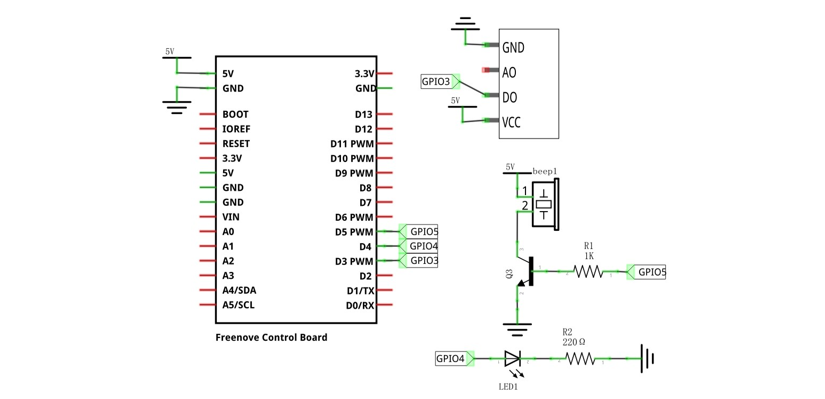 5V
5V
GND
BOOT
IOREF
RESET
3.3V
5V
GND
GND
VIN
A0
A1
A2
A3
A4/SDA
A5/SCL
3.3V
GND
D13
D12
D11 PWM
D10 PWM
D9 PWM
D8
D7
D6 PWM
D5 PWM
D4
D3 PWM
D2
D1/TX
D0/RX
GPIO5
GPIO4
GPIO3
Freenove Control Board
GND
AO
DO
VCC
GPIO3
5V
5V
beep1
1
2
Q3
R1
1K
GPIO5
R2
220Ω
GPIO4
LED1